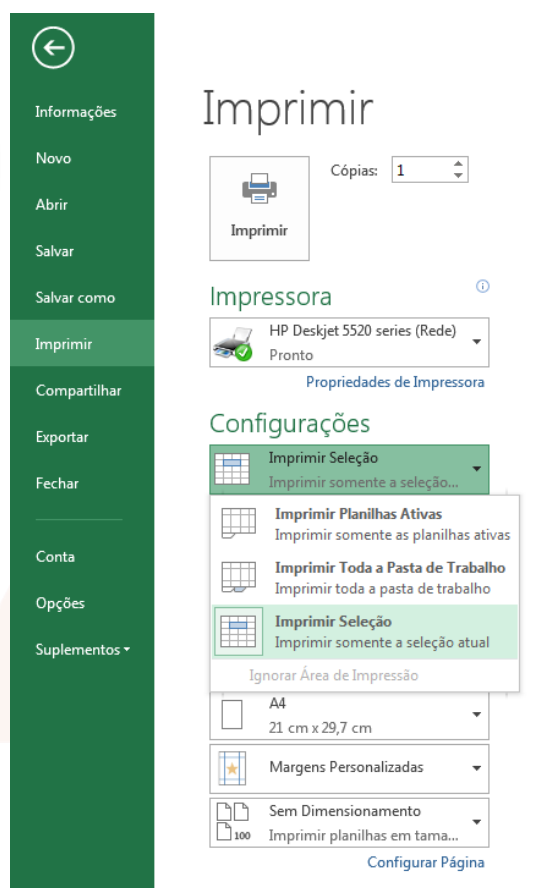 Informações
Novo
Abrir
Salvar
Salvar como
Imprimir
Compartilhar
Exportar
Fechar
Conta
Opções
Suplementos
Imprimir
Cópias: 1
Imprimir
Impressora
HP Deskjet 5520 series (Rede)
Pronto
Propriedades de Impressora
Configurações
Imprimir Seleção
Imprimir somente a seleção...
Imprimir Planilhas Ativas
Imprimir somente as planilhas ativas
Imprimir Toda a Pasta de Trabalho
Imprimir toda a pasta de trabalho
Imprimir Seleção
Imprimir somente a seleção atual
Ignorar Área de Impressão
A4
21 cm x 29,7 cm
Margens Personalizadas
Sem Dimensionamento
100 Imprimir planilhas em tama...
Configurar Página